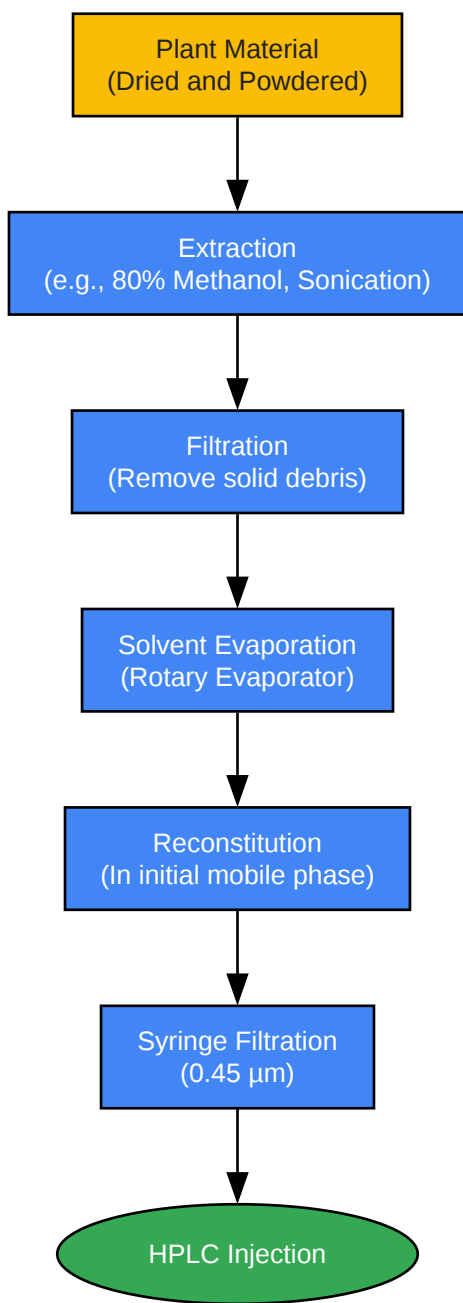 Plant Material
(Dried and Powdered)
Extraction
(e.g., 80% Methanol, Sonication)
Filtration
(Remove solid debris)
Solvent Evaporation
(Rotary Evaporator)
Reconstitution
(In initial mobile phase)
Syringe Filtration
(0.45 µm)
HPLC Injection